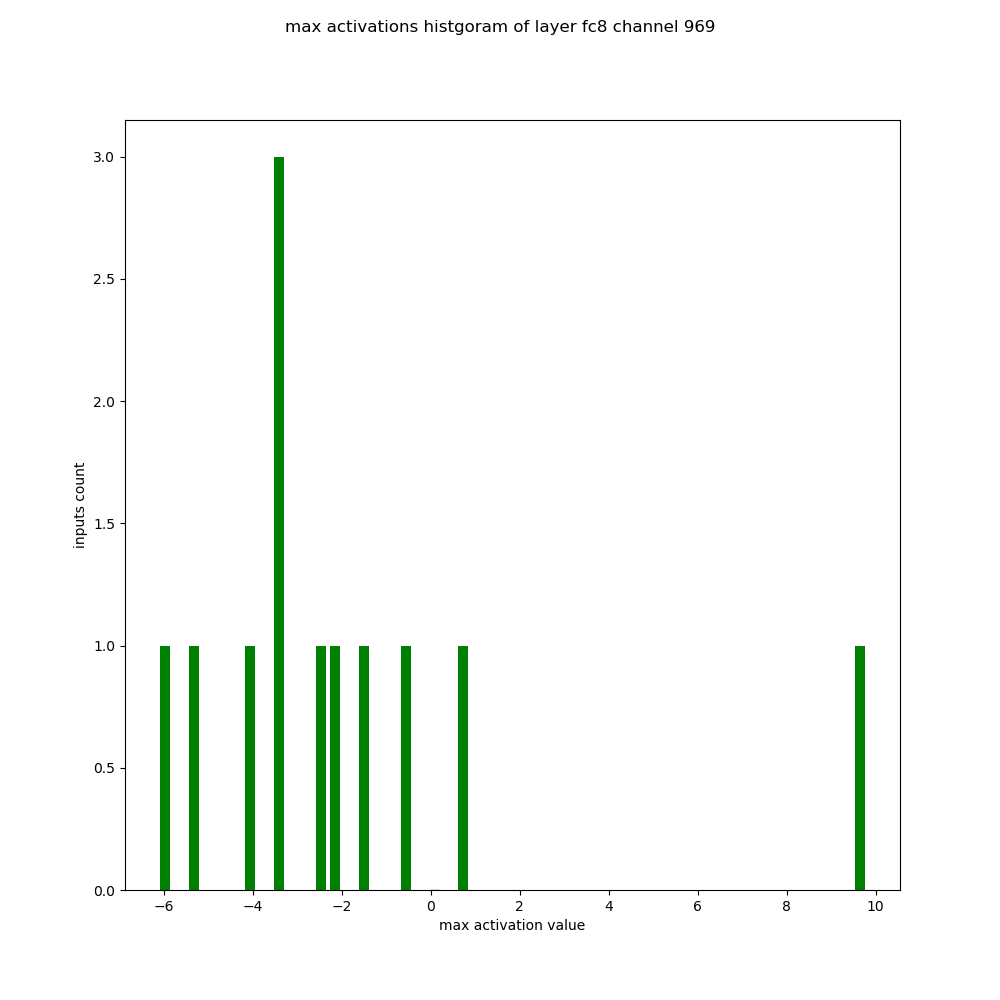 max activations histgoram of layer fc8 channel 969
3.0
2.5
2.0
1.5
1.0
0.5
0.0
inputs count
−6 −4 −2 0 2 4 6 8 10
max activation value